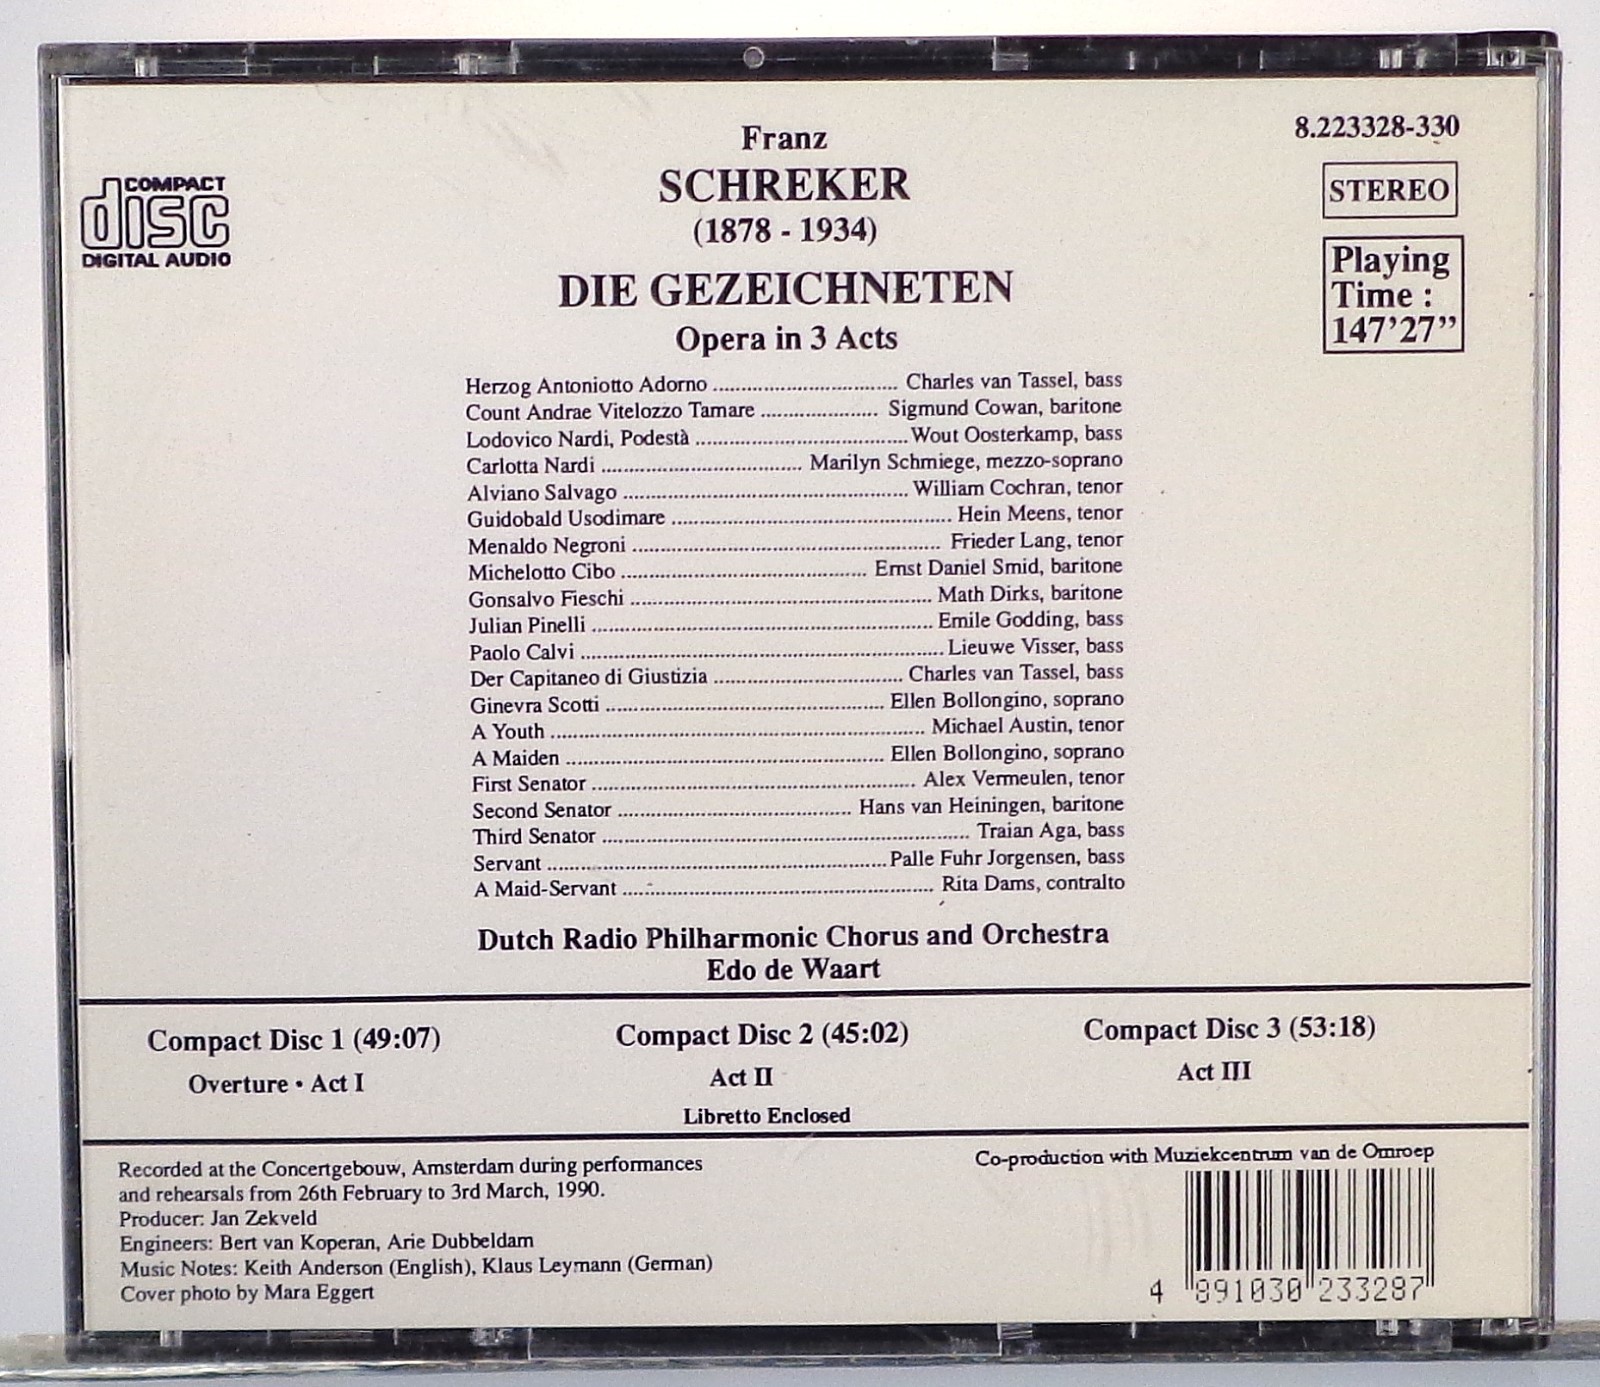 Franz
SCHREKER
(1878 - 1934)
DIE GEZEICHNETEN
Opera in 3 Acts
8.223328-330
STEREO
Playing
Time :
147'27''
COMPACT
disc
DIGITAL AUDIO
Herzog Antoniotto Adorno ................................ Charles van Tassel, bass
Count Andrae Vitelozzo Tamare .................... Sigmund Cowan, baritone
Lodovico Nardi, Podestà .....................................Wout Oosterkamp, bass
Carlotta Nardi ................................... Marilyn Schmiege, mezzo-soprano
Alviano Salvago ................................................. William Cochran, tenor
Guidobald Usodimare ................................................ Hein Meens, tenor
Menaldo Negroni ..................................................... Frieder Lang, tenor
Michelotto Cibo .......................................... Ernst Daniel Smid, baritone
Gonsalvo Fieschi .................................................... Math Dirks, baritone
Julian Pinelli ........................................................... Emile Godding, bass
Paolo Calvi ...............................................................Lieuwe Visser, bass
Der Capitaneo di Giustizia ................................. Charles van Tassel, bass
Ginevra Scotti ................................................ Ellen Bollongino, soprano
A Youth ................................................................. Michael Austin, tenor
A Maiden ....................................................... Ellen Bollongino, soprano
First Senator ........................................................ Alex Vermeulen, tenor
Second Senator ........................................ Hans van Heiningen, baritone
Third Senator ................................................................ Traian Aga, bass
Servant ...........................................................Palle Fuhr Jorgensen, bass
A Maid-Servant ...................................................... Rita Dams, contralto
Dutch Radio Philharmonic Chorus and Orchestra
Edo de Waart
Compact Disc 1 (49:07)
Overture • Act I
Compact Disc 2 (45:02)
Act II
Compact Disc 3 (53:18)
Act III
Libretto Enclosed
Recorded at the Concertgebouw, Amsterdam during performances
and rehearsals from 26th February to 3rd March, 1990.
Producer: Jan Zekveld
Engineers: Bert van Koperan, Arie Dubbeldam
Music Notes: Keith Anderson (English), Klaus Leymann (German)
Cover photo by Mara Eggert
Co-production with Muziekcentrum van de Omroep
4 891030 233287